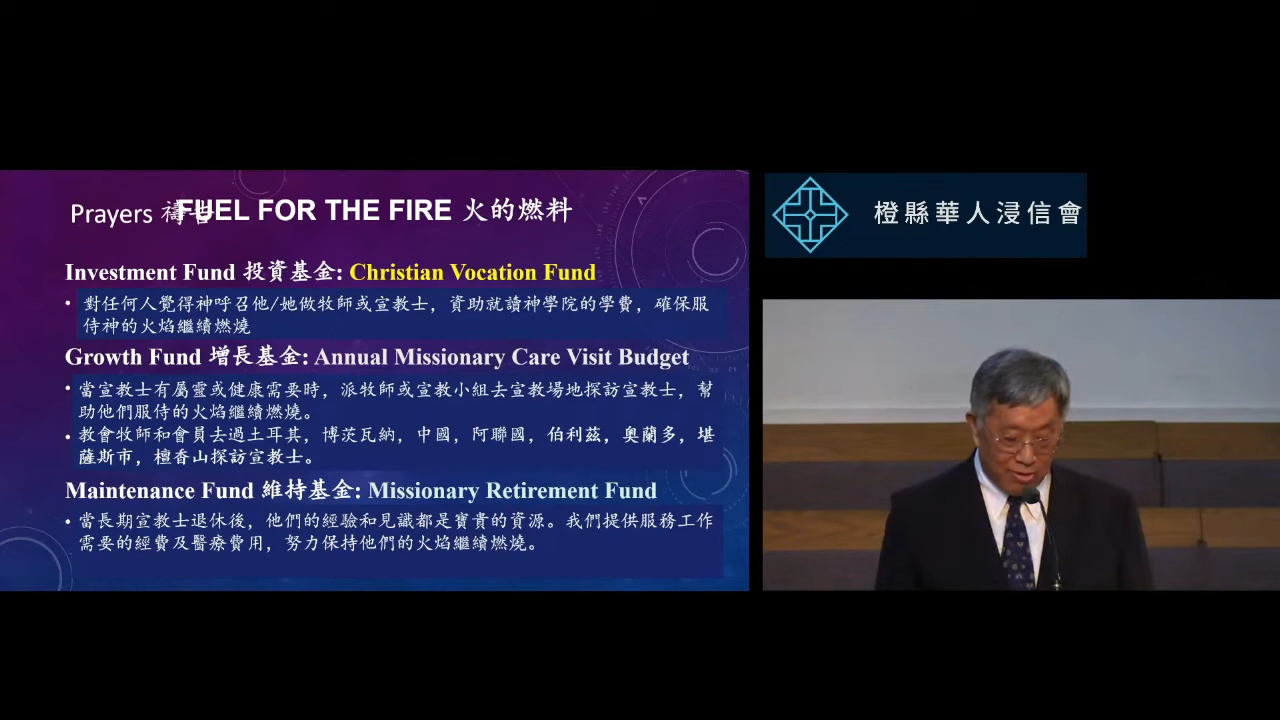 Prayers 禱告
FUEL FOR THE FIRE 火的燃料
橙縣華人浸信會
Investment Fund 投資基金: Christian Vocation Fund
• 對任何人覺得神呼召他/她做牧師或宣教士，資助就讀神學院的學費，確保服
侍神的火焰繼續燃燒
Growth Fund 增長基金: Annual Missionary Care Visit Budget
• 當宣教士有屬靈或健康需要時，派牧師或宣教小組去宣教場地探訪宣教士，幫
助他們服侍的火焰繼續燃燒。
• 教會牧師和會員去過土耳其，博茨瓦納，中國，阿聯國，伯利茲，奧蘭多，堪
薩斯市，檀香山探訪宣教士。
Maintenance Fund 維持基金: Missionary Retirement Fund
• 當長期宣教士退休後，他們的經驗和見識都是寶貴的資源。我們提供服務工作
需要的經費及醫療費用，努力保持他們的火焰繼續燃燒。